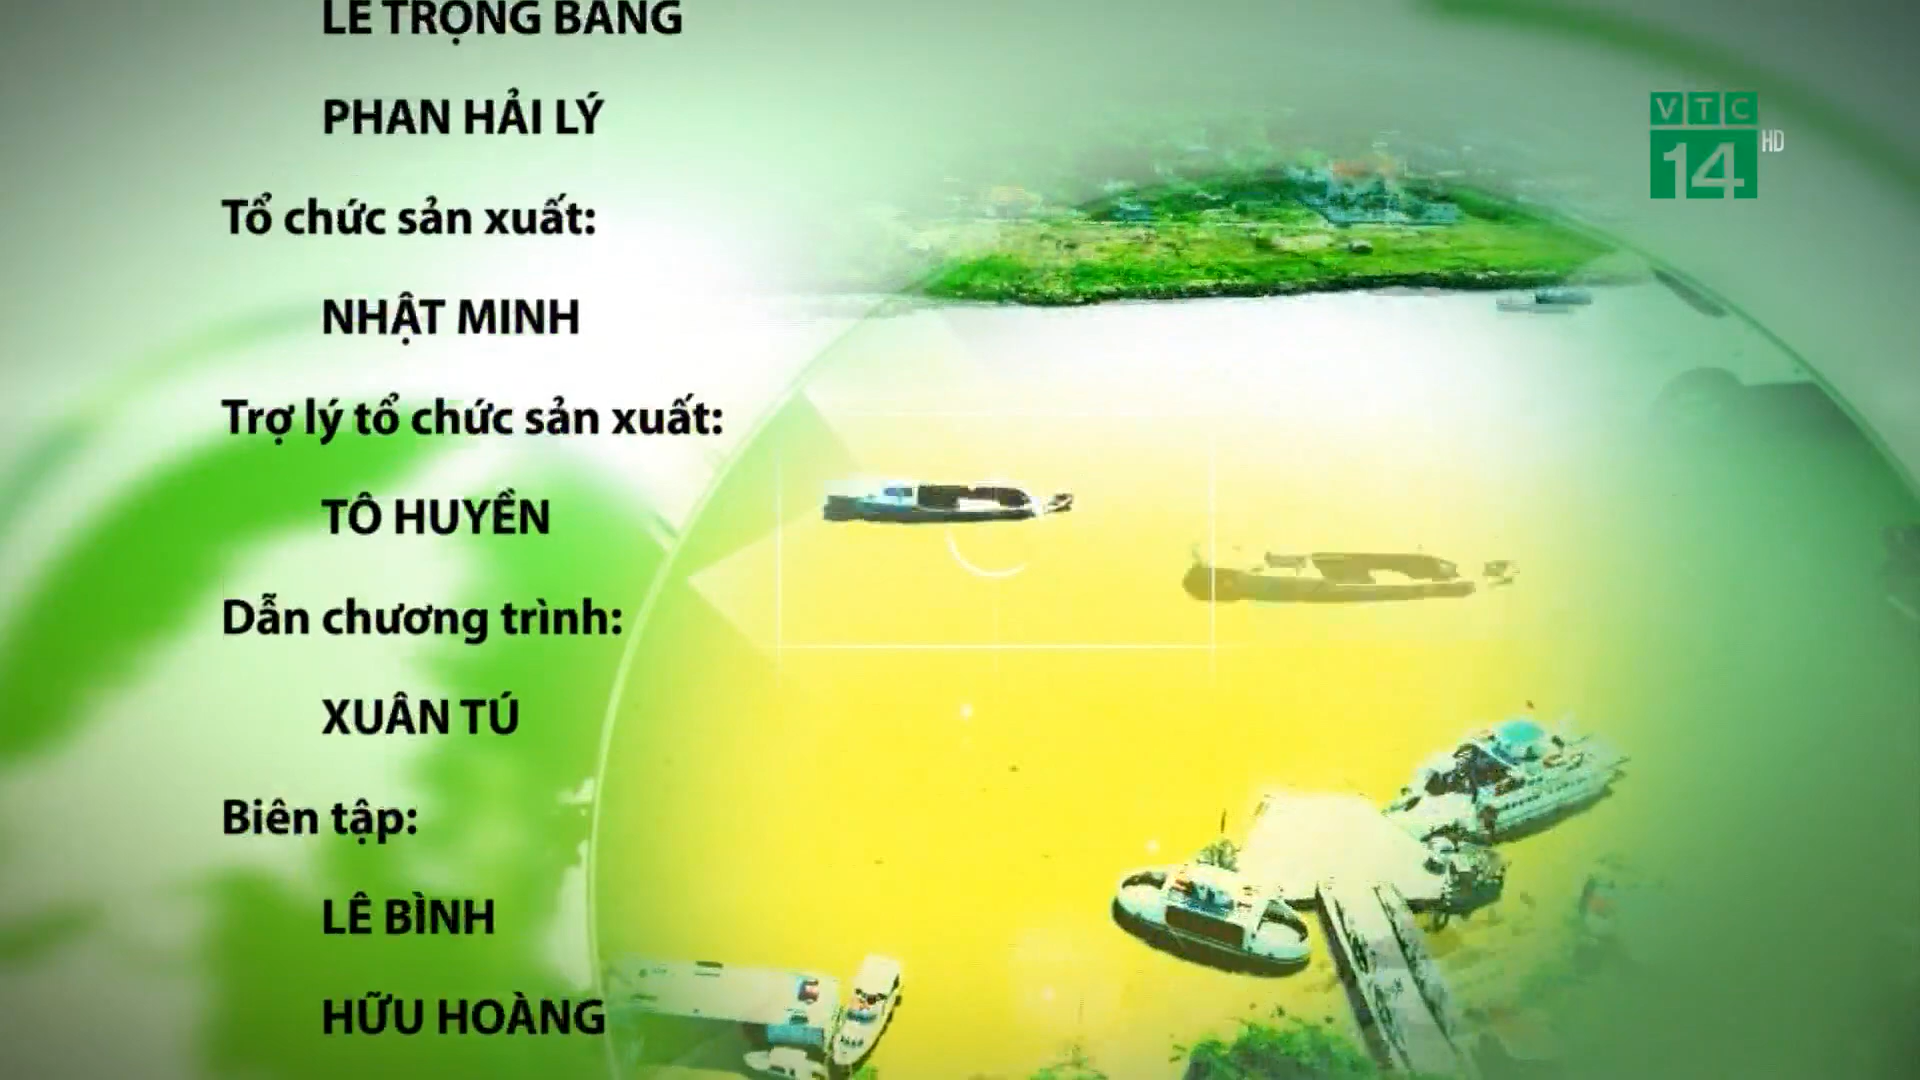 LÊ TRỌNG BẰNG
PHAN HẢI LÝ
Tổ chức sản xuất:
NHẬT MINH
Trợ lý tổ chức sản xuất:
TÔ HUYỀN
Dẫn chương trình:
XUÂN TÚ
Biên tập:
LÊ BÌNH
HỮU HOÀNG
VTC
14 HD